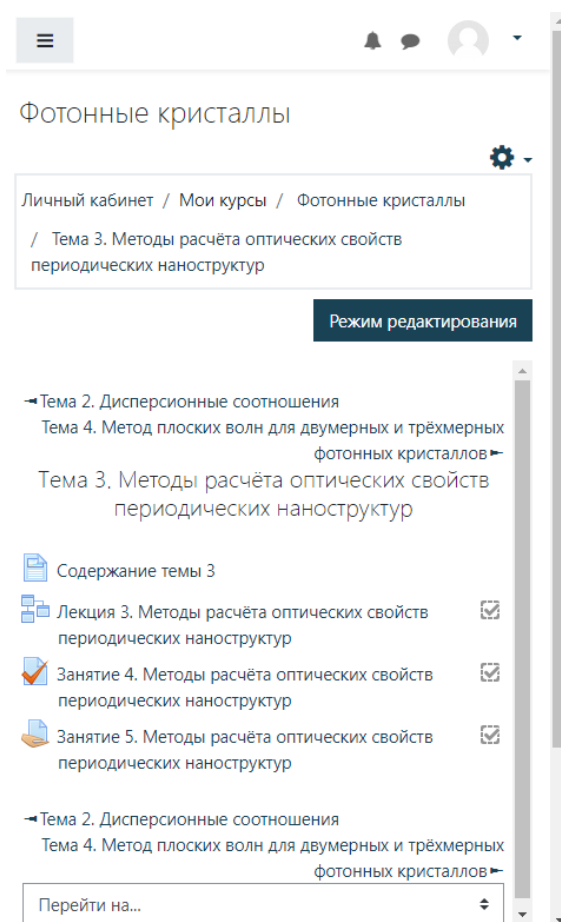 Фотонные кристаллы
Личный кабинет / Мои курсы / Фотонные кристаллы
/ Тема 3. Методы расчёта оптических свойств
периодических наноструктур
Режим редактирования
◄Тема 2. Дисперсионные соотношения
Тема 4. Метод плоских волн для двумерных и трёхмерных
фотонных кристаллов►
Тема 3. Методы расчёта оптических свойств
периодических наноструктур
Содержание темы 3
Лекция 3. Методы расчёта оптических свойств
периодических наноструктур
Занятие 4. Методы расчёта оптических свойств
периодических наноструктур
Занятие 5. Методы расчёта оптических свойств
периодических наноструктур
◄Тема 2. Дисперсионные соотношения
Тема 4. Метод плоских волн для двумерных и трёхмерных
фотонных кристаллов►
Перейти на...